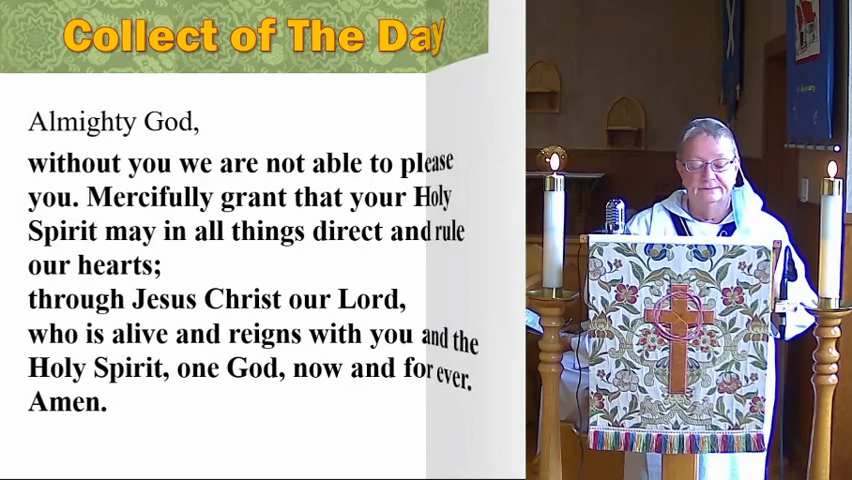 Collect of The Day
Almighty God,
without you we are not able to please
you. Mercifully grant that your Holy
Spirit may in all things direct and rule
our hearts;
through Jesus Christ our Lord,
who is alive and reigns with you and the
Holy Spirit, one God, now and for ever.
Amen.